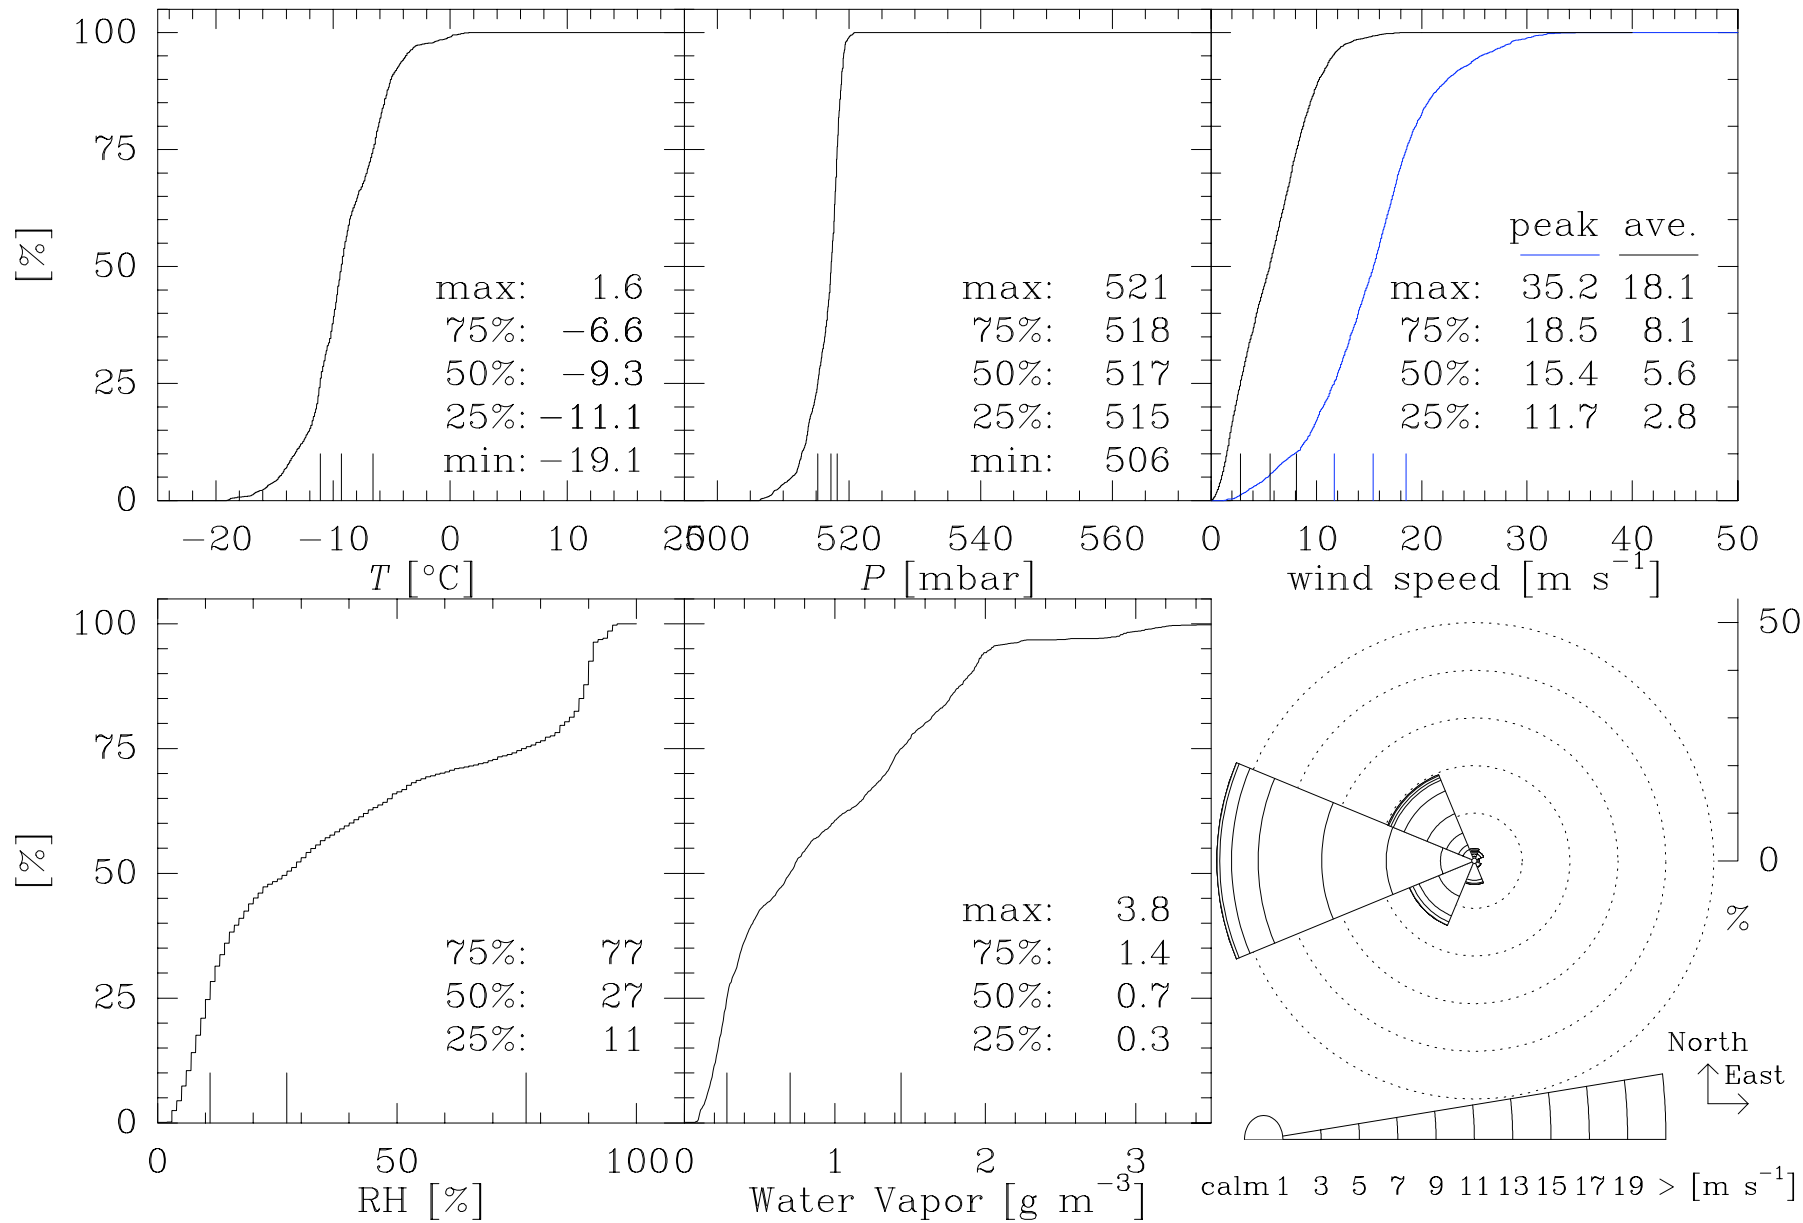 100
75
50
25
0
[%]
max: 1.6
75%: −6.6
50%: −9.3
25%: −11.1
min: −19.1
−20 −10 0 10 20
T [°C]
max: 521
75%: 518
50%: 517
25%: 515
min: 506
500 520 540 560
P [mbar]
peak ave.
max: 35.2 18.1
75%: 18.5 8.1
50%: 15.4 5.6
25%: 11.7 2.8
0 10 20 30 40 50
wind speed [m s−1]
100
75
50
25
0
[%]
75%: 77
50%: 27
25%: 11
0 50 100
RH [%]
max: 3.8
75%: 1.4
50%: 0.7
25%: 0.3
0 1 2 3
Water Vapor [g m−3]
50
0
%
North
East
calm 1 3 5 7 9 11 13 15 17 19 > [m s−1]